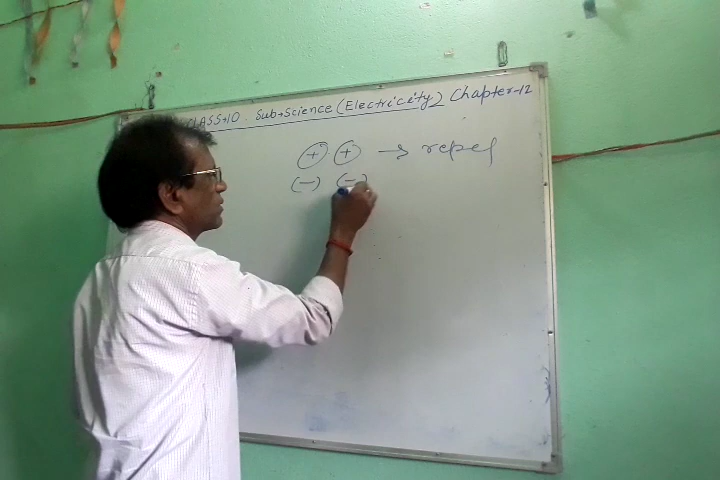 CLASS-10. Sub→Science (Electricity) Chapter-12
(+) (+) → repel
(-) (-)